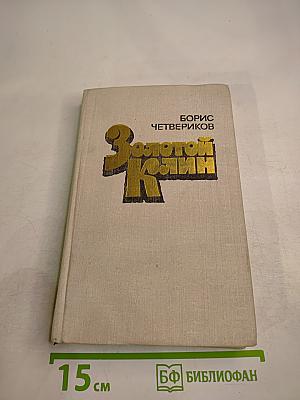 БОРИС
ЧЕТВЕРИКОВ
Золотой
Клин
15 см
БФ БИБЛИОФАН